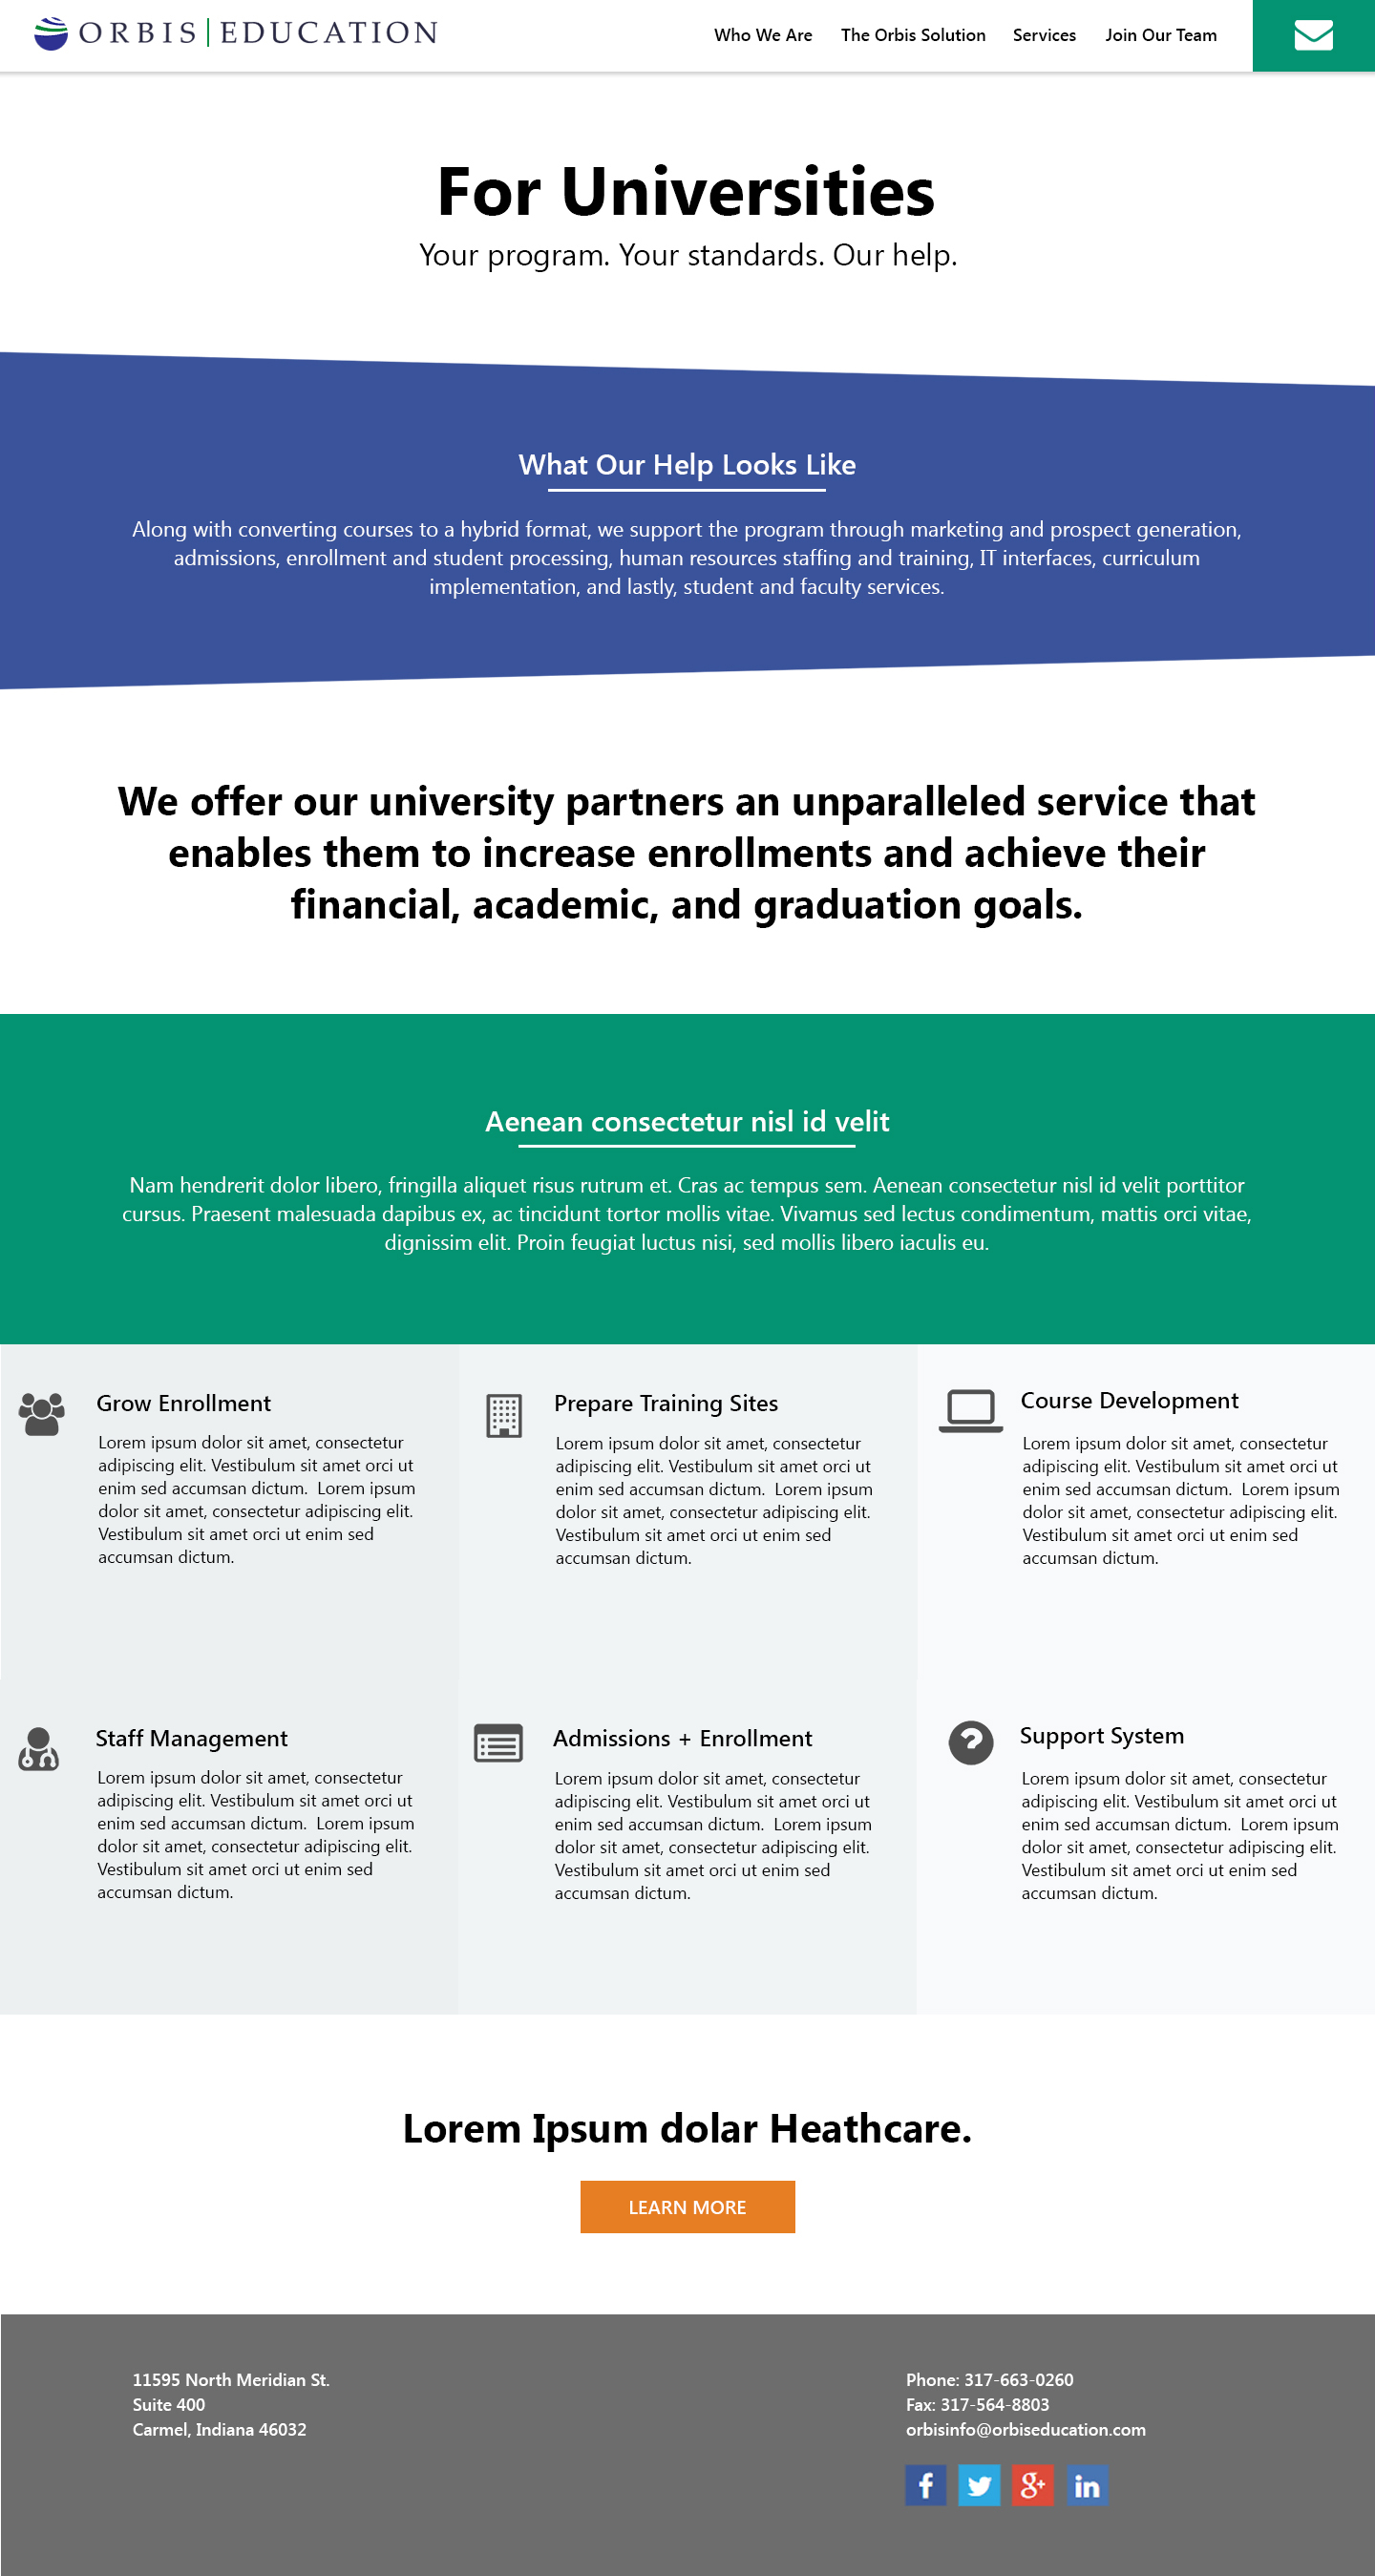 ORBIS | EDUCATION
Who We Are The Orbis Solution Services Join Our Team
For Universities
Your program. Your standards. Our help.
What Our Help Looks Like
Along with converting courses to a hybrid format, we support the program through marketing and prospect generation,
admissions, enrollment and student processing, human resources staffing and training, IT interfaces, curriculum
implementation, and lastly, student and faculty services.
We offer our university partners an unparalleled service that
enables them to increase enrollments and achieve their
financial, academic, and graduation goals.
Aenean consectetur nisl id velit
Nam hendrerit dolor libero, fringilla aliquet risus rutrum et. Cras ac tempus sem. Aenean consectetur nisl id velit porttitor
cursus. Praesent malesuada dapibus ex, ac tincidunt tortor mollis vitae. Vivamus sed lectus condimentum, mattis orci vitae,
dignissim elit. Proin feugiat luctus nisi, sed mollis libero iaculis eu.
Grow Enrollment
Lorem ipsum dolor sit amet, consectetur
adipiscing elit. Vestibulum sit amet orci ut
enim sed accumsan dictum.  Lorem ipsum
dolor sit amet, consectetur adipiscing elit.
Vestibulum sit amet orci ut enim sed
accumsan dictum.
Prepare Training Sites
Lorem ipsum dolor sit amet, consectetur
adipiscing elit. Vestibulum sit amet orci ut
enim sed accumsan dictum.  Lorem ipsum
dolor sit amet, consectetur adipiscing elit.
Vestibulum sit amet orci ut enim sed
accumsan dictum.
Course Development
Lorem ipsum dolor sit amet, consectetur
adipiscing elit. Vestibulum sit amet orci ut
enim sed accumsan dictum.  Lorem ipsum
dolor sit amet, consectetur adipiscing elit.
Vestibulum sit amet orci ut enim sed
accumsan dictum.
Staff Management
Lorem ipsum dolor sit amet, consectetur
adipiscing elit. Vestibulum sit amet orci ut
enim sed accumsan dictum.  Lorem ipsum
dolor sit amet, consectetur adipiscing elit.
Vestibulum sit amet orci ut enim sed
accumsan dictum.
Admissions + Enrollment
Lorem ipsum dolor sit amet, consectetur
adipiscing elit. Vestibulum sit amet orci ut
enim sed accumsan dictum.  Lorem ipsum
dolor sit amet, consectetur adipiscing elit.
Vestibulum sit amet orci ut enim sed
accumsan dictum.
Support System
Lorem ipsum dolor sit amet, consectetur
adipiscing elit. Vestibulum sit amet orci ut
enim sed accumsan dictum.  Lorem ipsum
dolor sit amet, consectetur adipiscing elit.
Vestibulum sit amet orci ut enim sed
accumsan dictum.
Lorem Ipsum dolar Heathcare.
LEARN MORE
11595 North Meridian St.
Suite 400
Carmel, Indiana 46032
Phone: 317-663-0260
Fax: 317-564-8803
orbisinfo@orbiseducation.com